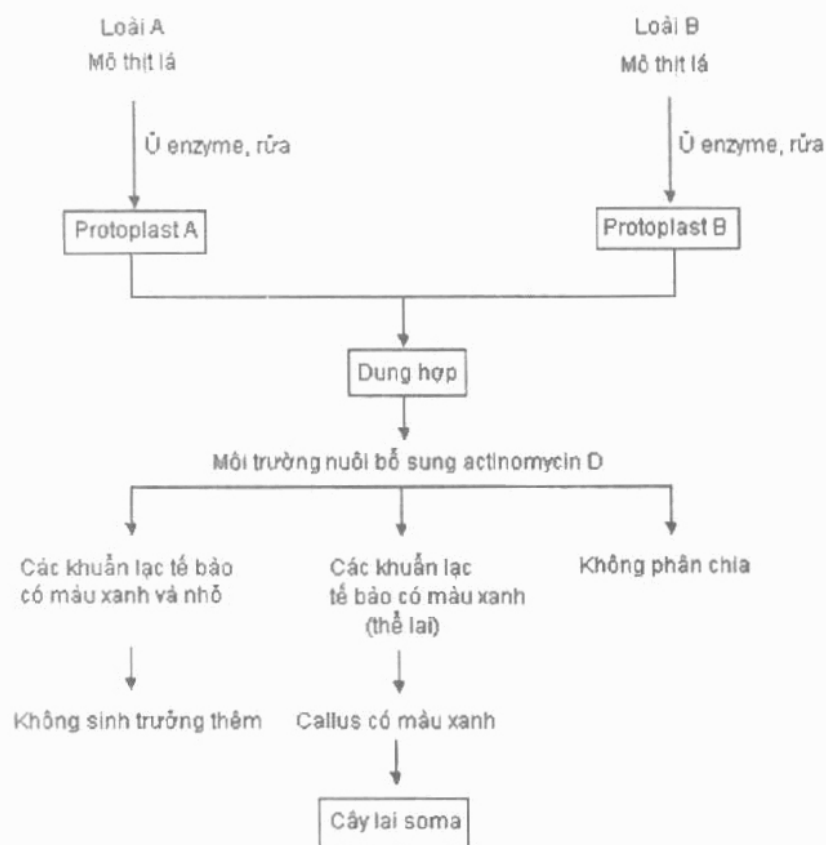 Loài A
Mô thịt lá
Loài B
Mô thịt lá
Ủ enzyme, rửa
Ủ enzyme, rửa
Protoplast A
Protoplast B
Dung hợp
Môi trường nuôi bổ sung actinomycin D
Các khuẩn lạc tế bào
có màu xanh và nhỏ
Các khuẩn lạc
tế bào có màu xanh
(thể lai)
Không phân chia
Không sinh trưởng thêm
Callus có màu xanh
Cây lai soma